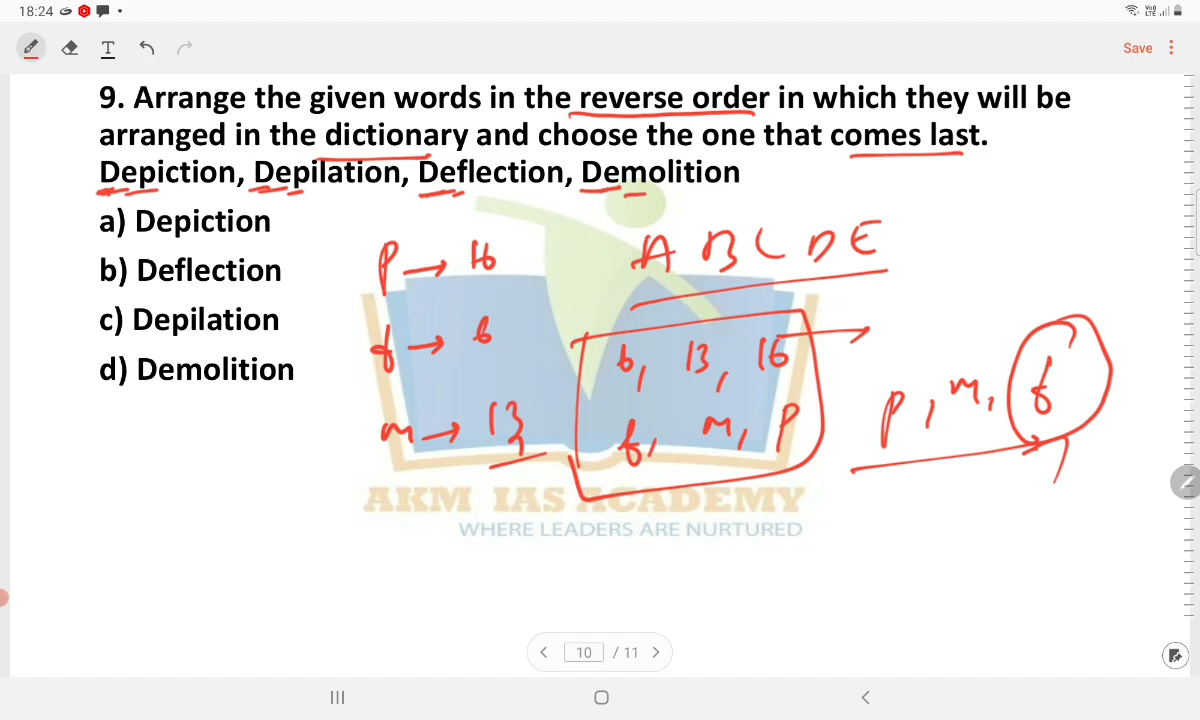 18:24
Vo)) LTE
T
Save
9. Arrange the given words in the reverse order in which they will be
arranged in the dictionary and choose the one that comes last.
Depiction, Depilation, Deflection, Demolition
a) Depiction
b) Deflection
c) Depilation
d) Demolition
P → 16
f → 6
m → 13
A B C D E
6, 13, 16
f, m, p
p, m, f
AKM IAS ACADEMY
WHERE LEADERS ARE NURTURED
< 10 / 11 >